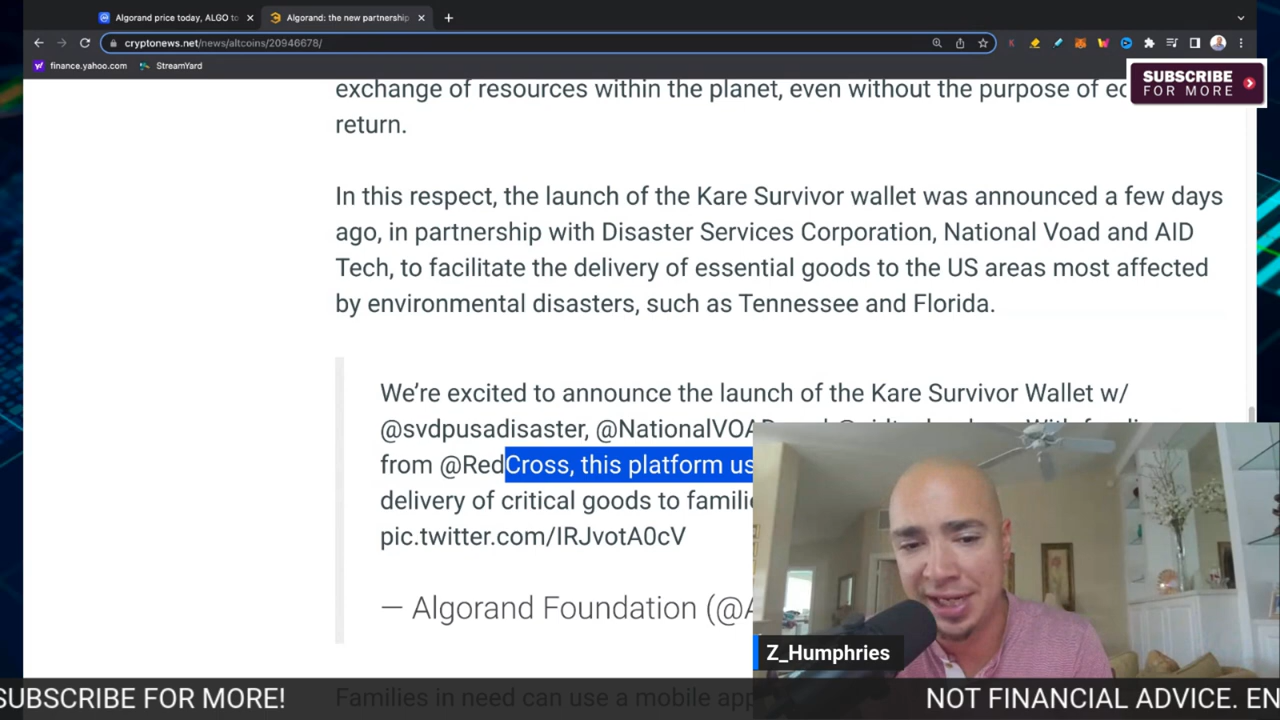 Algorand price today, ALGO to
Algorand: the new partnership
cryptonews.net/news/altcoins/20946678/
finance.yahoo.com
StreamYard
SUBSCRIBE
FOR MORE
exchange of resources within the planet, even without the purpose of
return.
In this respect, the launch of the Kare Survivor wallet was announced a few days
ago, in partnership with Disaster Services Corporation, National Voad and AID
Tech, to facilitate the delivery of essential goods to the US areas most affected
by environmental disasters, such as Tennessee and Florida.
We're excited to announce the launch of the Kare Survivor Wallet w/
@svdpusadisaster, @NationalVOAD
from @RedCross, this platform us
delivery of critical goods to familie
pic.twitter.com/IRJvotA0cV
— Algorand Foundation (@A
Z_Humphries
Families in need can use a mobile app
SUBSCRIBE FOR MORE!
NOT FINANCIAL ADVICE. EN